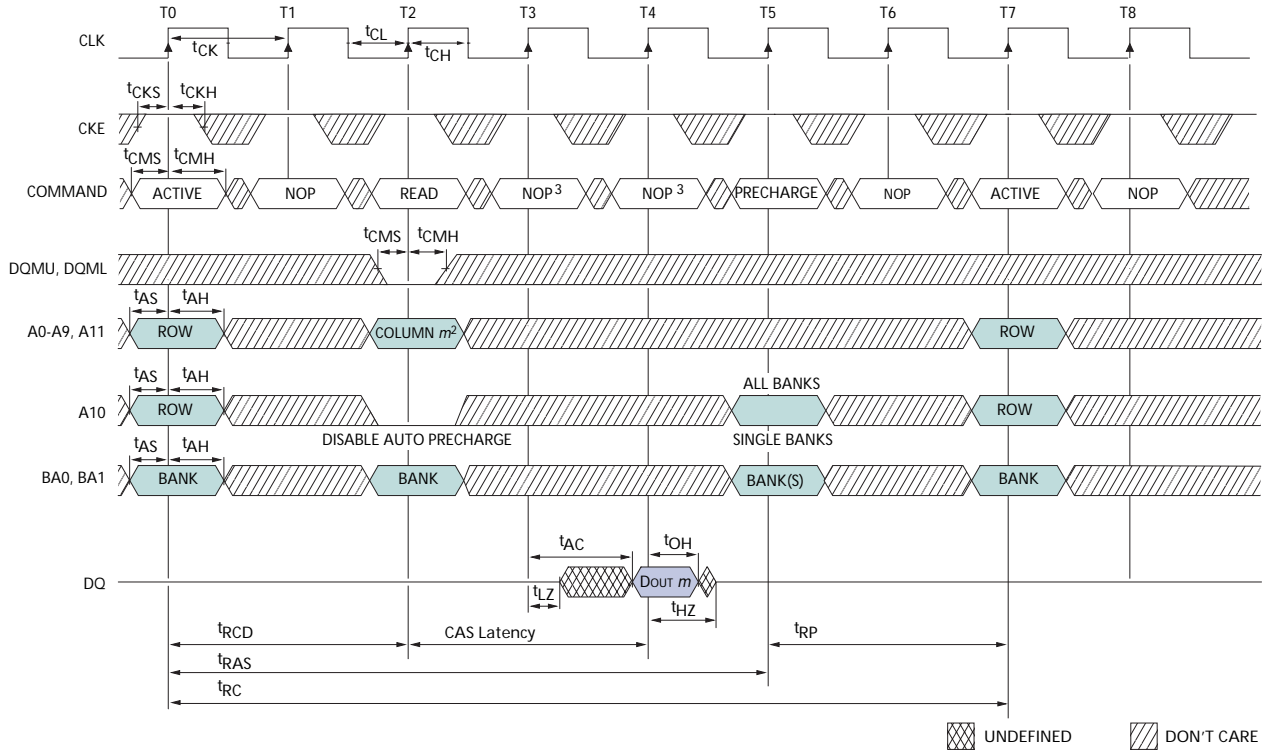 T0 T1 T2 T3 T4 T5 T6 T7 T8
CLK
tCK tCL tCH
tCKS tCKH
CKE
tCMS tCMH
COMMAND ACTIVE NOP READ NOP3 NOP3 PRECHARGE NOP ACTIVE NOP
tCMS tCMH
DQMU, DQML
tAS tAH
A0-A9, A11 ROW COLUMN m2 ROW
tAS tAH ALL BANKS
A10 ROW ROW
DISABLE AUTO PRECHARGE SINGLE BANKS
tAS tAH
BA0, BA1 BANK BANK BANK(S) BANK
tAC tOH
DQ DOUT m
tLZ tHZ
tRCD CAS Latency tRP
tRAS
tRC
UNDEFINED DON'T CARE